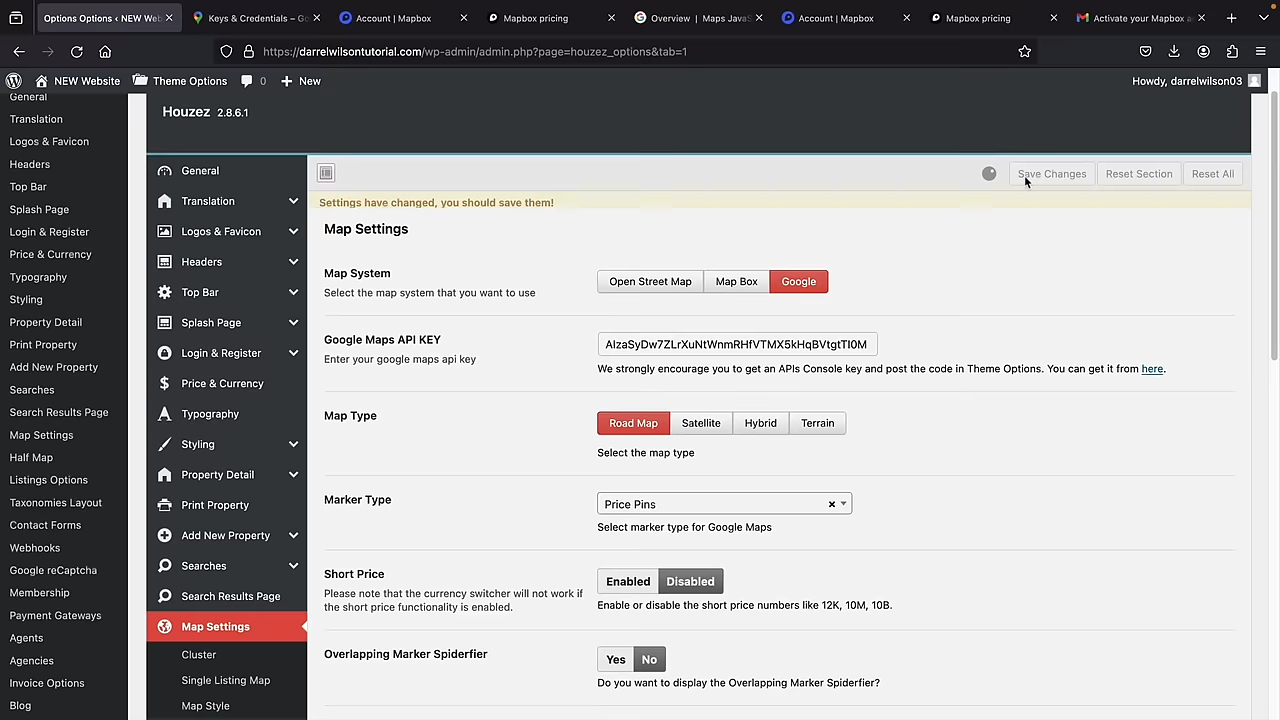 Options Options ‹ NEW Web
Keys & Credentials – Go
Account | Mapbox
Mapbox pricing
Overview | Maps JavaS
Account | Mapbox
Mapbox pricing
Activate your Mapbox a
https://darrelwilsontutorial.com/wp-admin/admin.php?page=houzez_options&tab=1
NEW Website
Theme Options
0
New
Howdy, darrelwilson03
General
Translation
Logos & Favicon
Headers
Top Bar
Splash Page
Login & Register
Price & Currency
Typography
Styling
Property Detail
Print Property
Add New Property
Searches
Search Results Page
Map Settings
Half Map
Listings Options
Taxonomies Layout
Contact Forms
Webhooks
Google reCaptcha
Membership
Payment Gateways
Agents
Agencies
Invoice Options
Blog
Houzez 2.8.6.1
General
Translation
Logos & Favicon
Headers
Top Bar
Splash Page
Login & Register
Price & Currency
Typography
Styling
Property Detail
Print Property
Add New Property
Searches
Search Results Page
Map Settings
Cluster
Single Listing Map
Map Style
Save Changes
Reset Section
Reset All
Settings have changed, you should save them!
Map Settings
Map System
Select the map system that you want to use
Open Street Map
Map Box
Google
Google Maps API KEY
Enter your google maps api key
AIzaSyDw7ZLrXuNtWnmRHfVTMX5kHqBVtgtTI0M
We strongly encourage you to get an APIs Console key and post the code in Theme Options. You can get it from here.
Map Type
Road Map
Satellite
Hybrid
Terrain
Select the map type
Marker Type
Price Pins
Select marker type for Google Maps
Short Price
Please note that the currency switcher will not work if
the short price functionality is enabled.
Enabled
Disabled
Enable or disable the short price numbers like 12K, 10M, 10B.
Overlapping Marker Spiderfier
Yes
No
Do you want to display the Overlapping Marker Spiderfier?